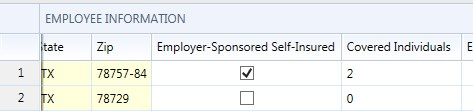 EMPLOYEE INFORMATION
tate Zip Employer-Sponsored Self-Insured Covered Individuals E
1 TX 78757-84 2
2 TX 78729 0